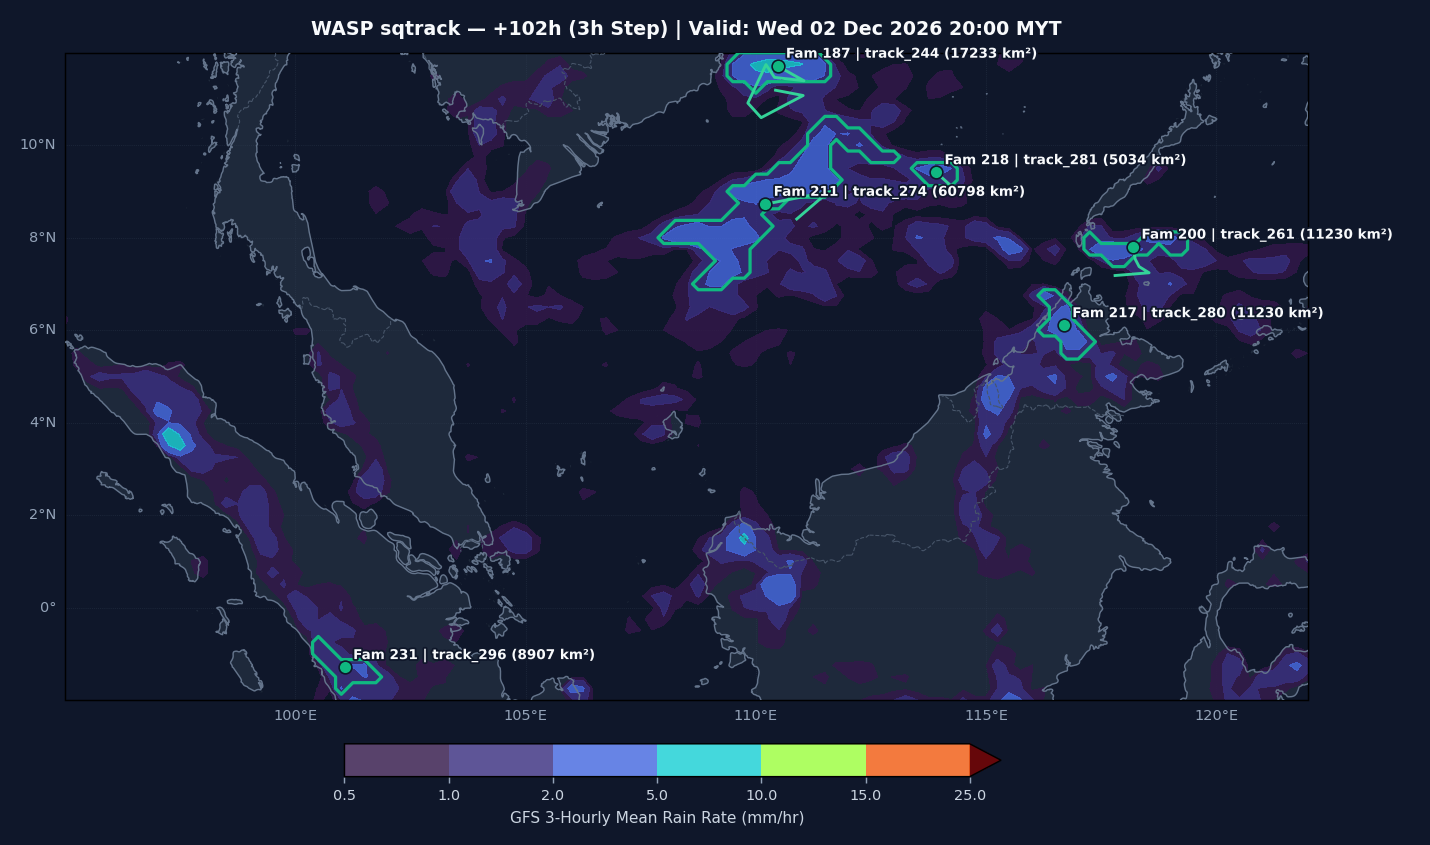 WASP sqtrack — +102h (3h Step) | Valid: Wed 02 Dec 2026 20:00 MYT
Fam 187 | track_244 (17233 km²)
10°N
Fam 218 | track_281 (5034 km²)
Fam 211 | track_274 (60798 km²)
8°N
Fam 200 | track_261 (11230 km²)
Fam 217 | track_280 (11230 km²)
6°N
4°N
2°N
0°
Fam 231 | track_296 (8907 km²)
100°E 105°E 110°E 115°E 120°E
0.5 1.0 2.0 5.0 10.0 15.0 25.0
GFS 3-Hourly Mean Rain Rate (mm/hr)